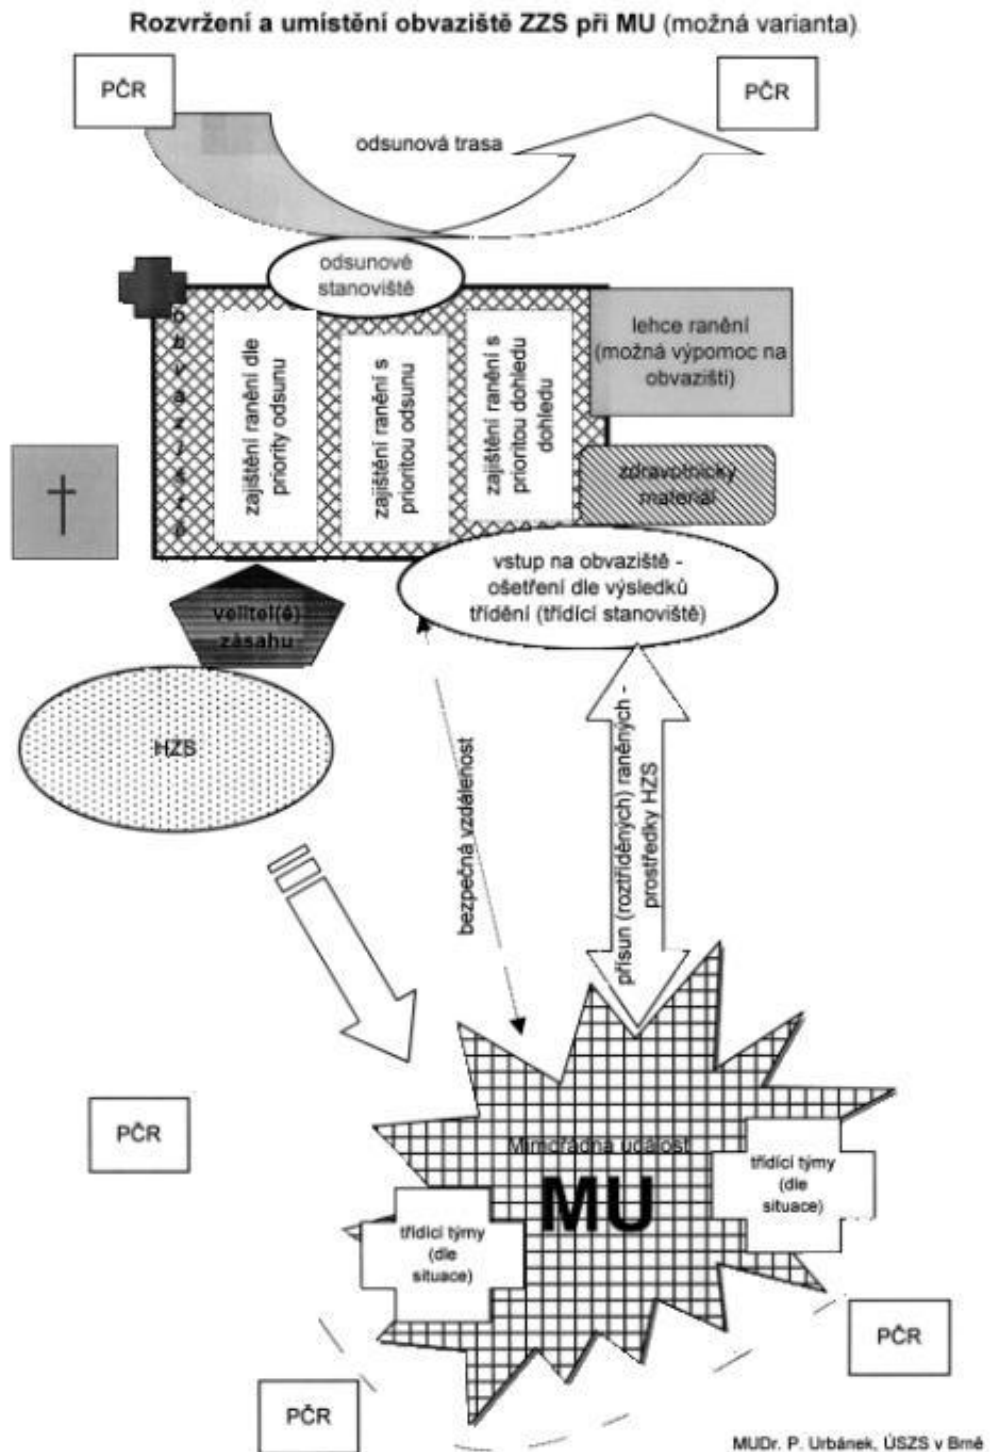 Rozvržení a umístění obvaziště ZZS při MU (možná varianta)
PČR
PČR
odsunová trasa
odsunové
stanoviště
obvaziště
zajištění ranění dle
priority odsunu
zajištění ranění s
prioritou odsunu
zajištění ranění s
prioritou dohledu
dohledu
lehce ranění
(možná výpomoc na
obvazišti)
zdravotnický
materiál
vstup na obvaziště -
ošetření dle výsledků
třídění (třídící stanoviště)
velitel(é)
zásahu
HZS
bezpečná vzdálenost
přísun (roztříděných) raněných -
prostředky HZS
PČR
Mimořádná událost
MU
třídící týmy
(dle
situace)
třídící týmy
(dle
situace)
PČR
PČR
MUDr. P. Urbánek, ÚSZS v Brně